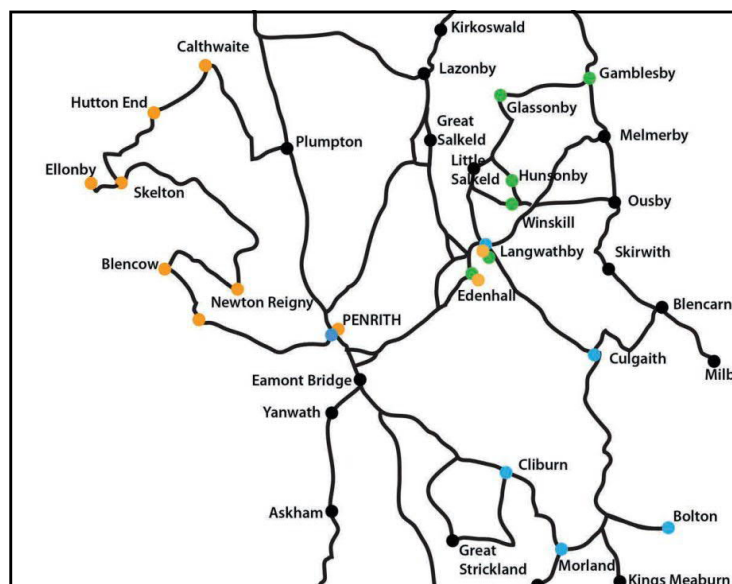 Kirkoswald
Calthwaite
Lazonby
Gamblesby
Hutton End
Glassonby
Great
Salkeld
Melmerby
Plumpton
Little
Salkeld
Hunsonby
Ellonby
Skelton
Ousby
Winskill
Langwathby
Skirwith
Blencow
Newton Reigny
Edenhall
Blencarn
PENRITH
Culgaith
Milb
Eamont Bridge
Yanwath
Cliburn
Askham
Bolton
Great
Strickland
Morland
Kings Meaburn